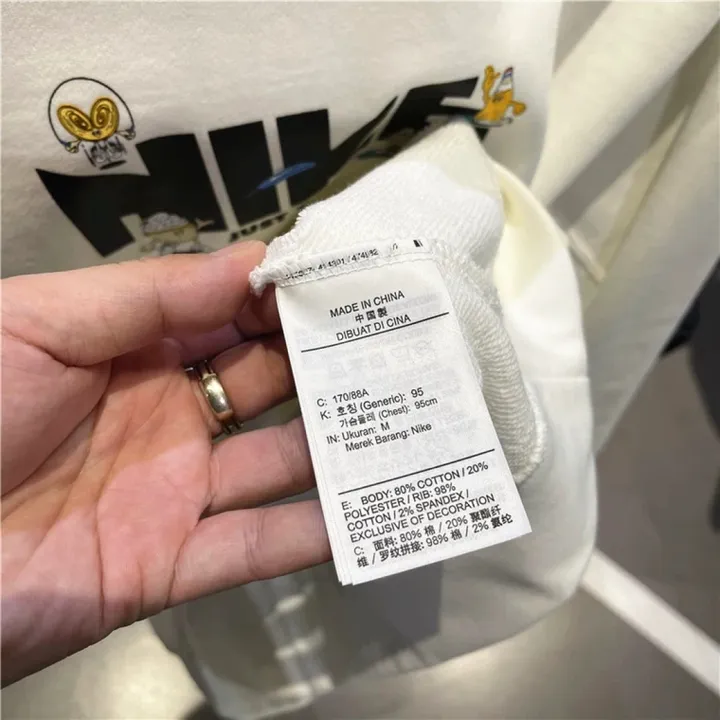 NIKE
JUST
MADE IN CHINA
中国製
DIBUAT DI CINA
C: 170/88A
K: 호칭 (Generic): 95
가슴둘레 (Chest): 95cm
IN: Ukuran: M
Merek Barang: Nike
E: BODY: 80% COTTON / 20%
POLYESTER / RIB: 98%
COTTON / 2% SPANDEX /
EXCLUSIVE OF DECORATION
C: 面料: 80% 棉 / 20% 聚酯纤
维 / 罗纹拼接: 98% 棉 / 2% 氨纶